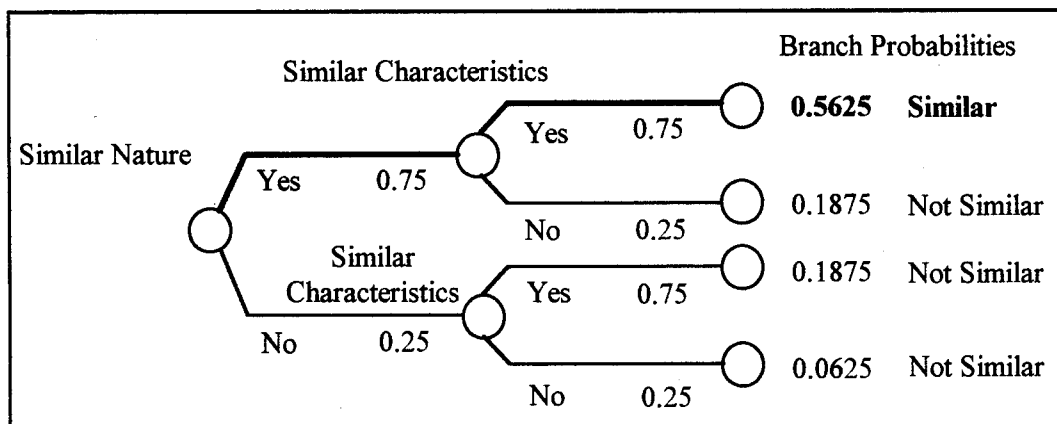 Branch Probabilities
Similar Characteristics
0.5625 Similar
Yes 0.75
Similar Nature
Yes 0.75
0.1875 Not Similar
No 0.25
Similar
Characteristics
0.1875 Not Similar
Yes 0.75
No 0.25
0.0625 Not Similar
No 0.25